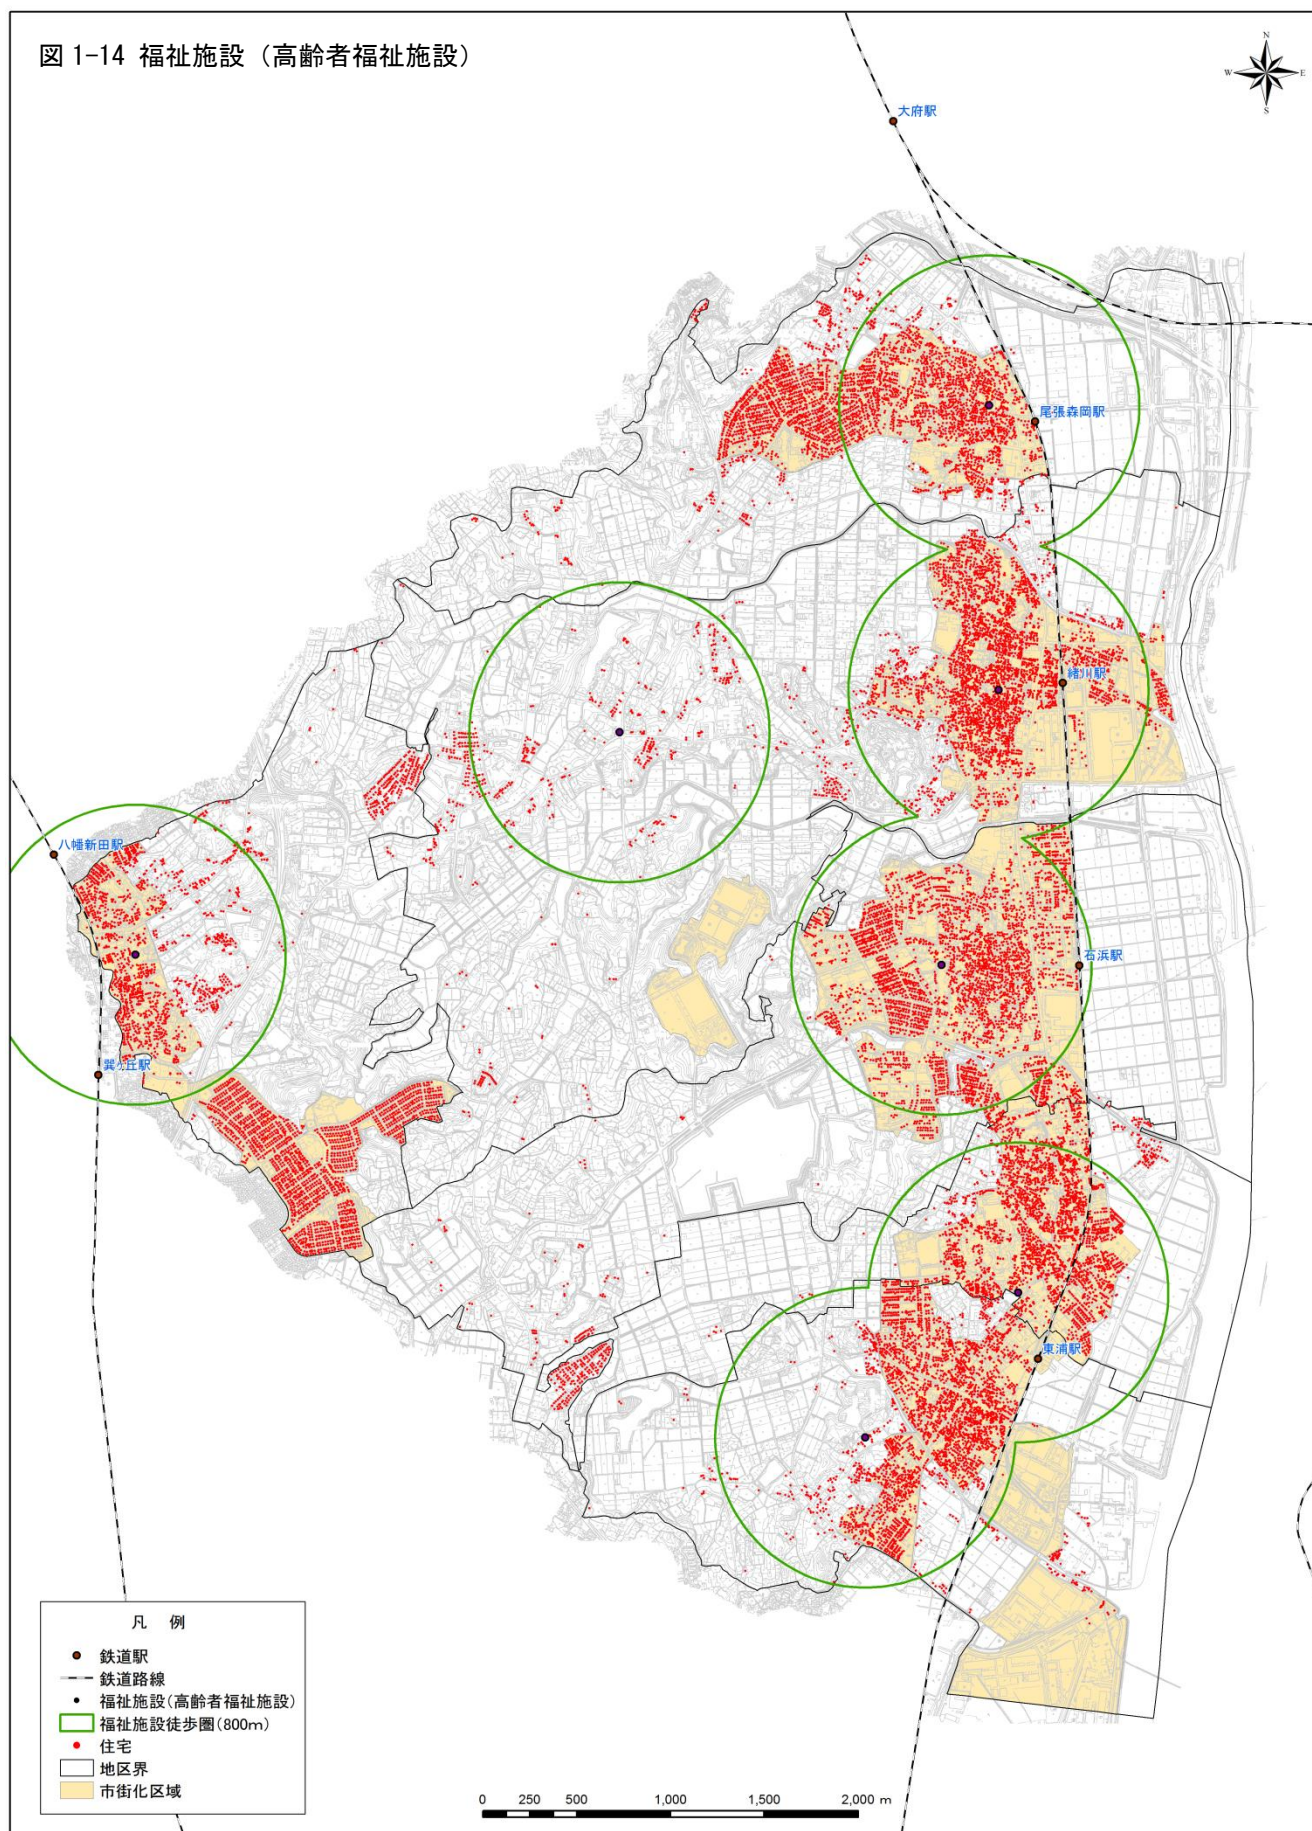 図 1-14 福祉施設（高齢者福祉施設）
N
W
E
S
大府駅
尾張森岡駅
緒川駅
八幡新田駅
石浜駅
巽ヶ丘駅
東浦駅
凡 例
鉄道駅
鉄道路線
福祉施設(高齢者福祉施設)
福祉施設徒歩圏(800m)
住宅
地区界
市街化区域
0 250 500 1,000 1,500 2,000 m